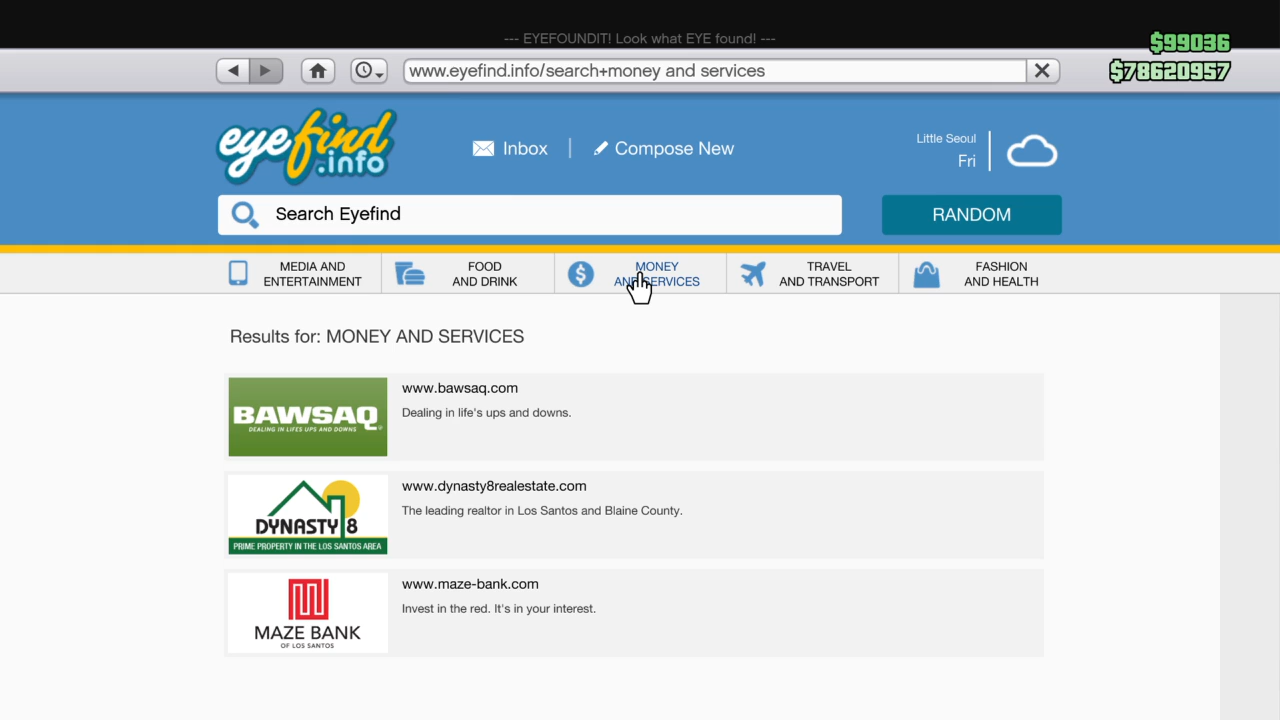 --- EYEFOUNDIT! Look what EYE found! ---
$99036
www.eyefind.info/search+money and services
$78620957
eyefind.info
Inbox
Compose New
Little Seoul
Fri
Search Eyefind
RANDOM
MEDIA AND
ENTERTAINMENT
FOOD
AND DRINK
MONEY
AND SERVICES
TRAVEL
AND TRANSPORT
FASHION
AND HEALTH
Results for: MONEY AND SERVICES
BAWSAQ
DEALING IN LIFES UPS AND DOWNS
www.bawsaq.com
Dealing in life's ups and downs.
DYNASTY 8
PRIME PROPERTY IN THE LOS SANTOS AREA
www.dynasty8realestate.com
The leading realtor in Los Santos and Blaine County.
MAZE BANK
OF LOS SANTOS
www.maze-bank.com
Invest in the red. It's in your interest.